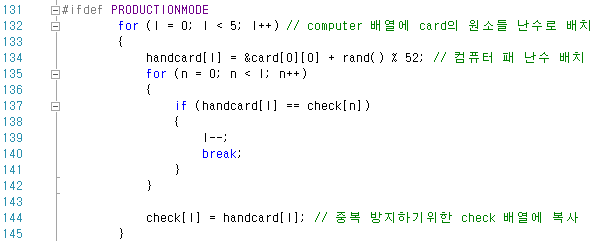 131 #ifdef PRODUCTIONMODE
132 for (l = 0; l < 5; l++) // computer 배열에 card의 원소들 난수로 배치
133 {
134 handcard[l] = &card[0][0] + rand() % 52; // 컴퓨터 패 난수 배치
135 for (n = 0; n < l; n++)
136 {
137 if (handcard[l] == check[n])
138 {
139 l--;
140 break;
141 }
142 }
143
144 check[l] = handcard[l]; // 중복 방지하기위한 check 배열에 복사
145 }